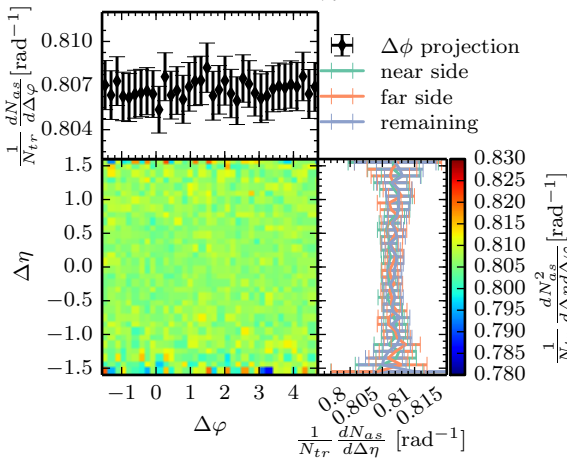 0.810
0.807
0.804
1/N_tr dN_as/dΔφ [rad⁻¹]
Δϕ projection
near side
far side
remaining
1.5
1.0
0.5
0.0
−0.5
−1.0
−1.5
Δη
−1 0 1 2 3 4
Δφ
0.8 0.805 0.81 0.815
1/N_tr dN_as/dΔη [rad⁻¹]
0.830
0.825
0.820
0.815
0.810
0.805
0.800
0.795
0.790
0.785
0.780
dN²_as/dΔηdΔφ [rad⁻¹]